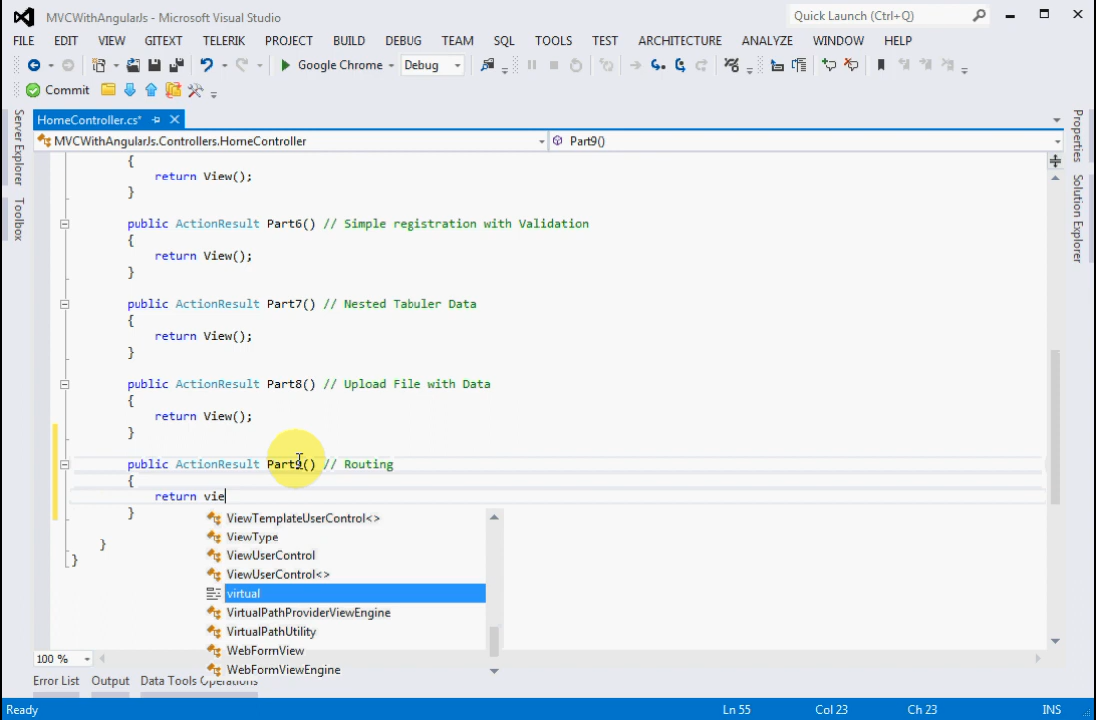 MVCWithAngularJs - Microsoft Visual Studio
Quick Launch (Ctrl+Q)
FILE EDIT VIEW GITEXT TELERIK PROJECT BUILD DEBUG TEAM SQL TOOLS TEST ARCHITECTURE ANALYZE WINDOW HELP
Google Chrome Debug
Commit
HomeController.cs*
MVCWithAngularJs.Controllers.HomeController Part9()
Server Explorer
Toolbox
Properties
Solution Explorer
{
return View();
}
public ActionResult Part6() // Simple registration with Validation
{
return View();
}
public ActionResult Part7() // Nested Tabuler Data
{
return View();
}
public ActionResult Part8() // Upload File with Data
{
return View();
}
public ActionResult Part9() // Routing
{
return vie
}
}
}
ViewTemplateUserControl<>
ViewType
ViewUserControl
ViewUserControl<>
virtual
VirtualPathProviderViewEngine
VirtualPathUtility
WebFormView
WebFormViewEngine
100 %
Error List Output Data Tools Operations
Ready Ln 55 Col 23 Ch 23 INS